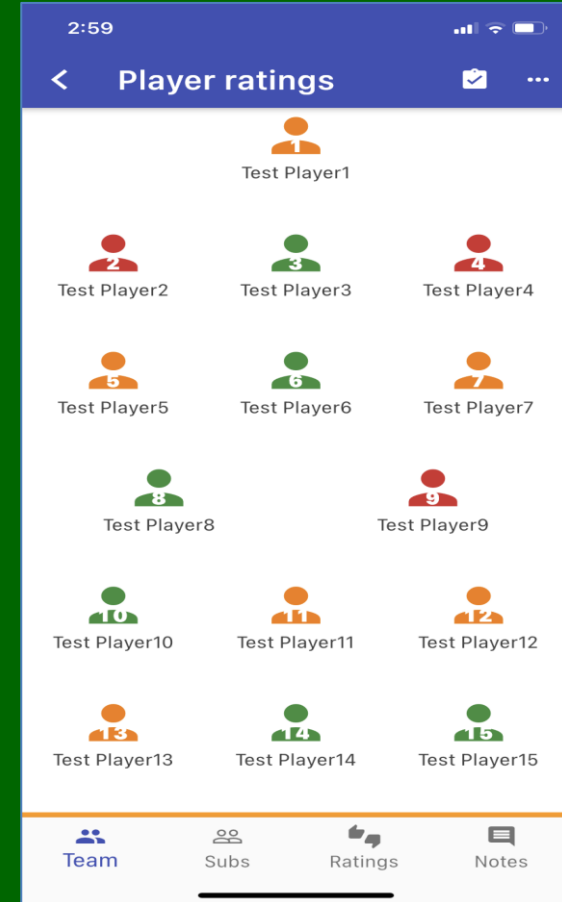 2:59
Player ratings
1
Test Player1
2 3 4
Test Player2 Test Player3 Test Player4
5 6 7
Test Player5 Test Player6 Test Player7
8 9
Test Player8 Test Player9
10 11 12
Test Player10 Test Player11 Test Player12
13 14 15
Test Player13 Test Player14 Test Player15
Team Subs Ratings Notes